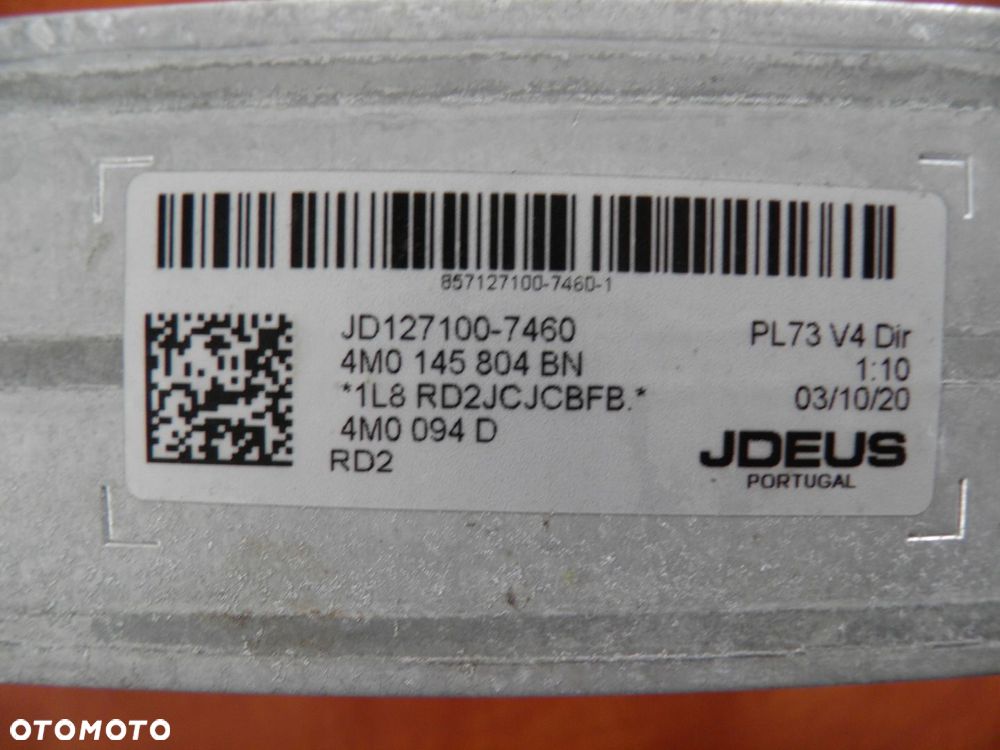 857127100-7460-1
JD127100-7460
4M0 145 804 BN
*1L8 RD2JCJCBFB.*
4M0 094 D
RD2
PL73 V4 Dir
1:10
03/10/20
JDEUS
PORTUGAL
OTOMOTO